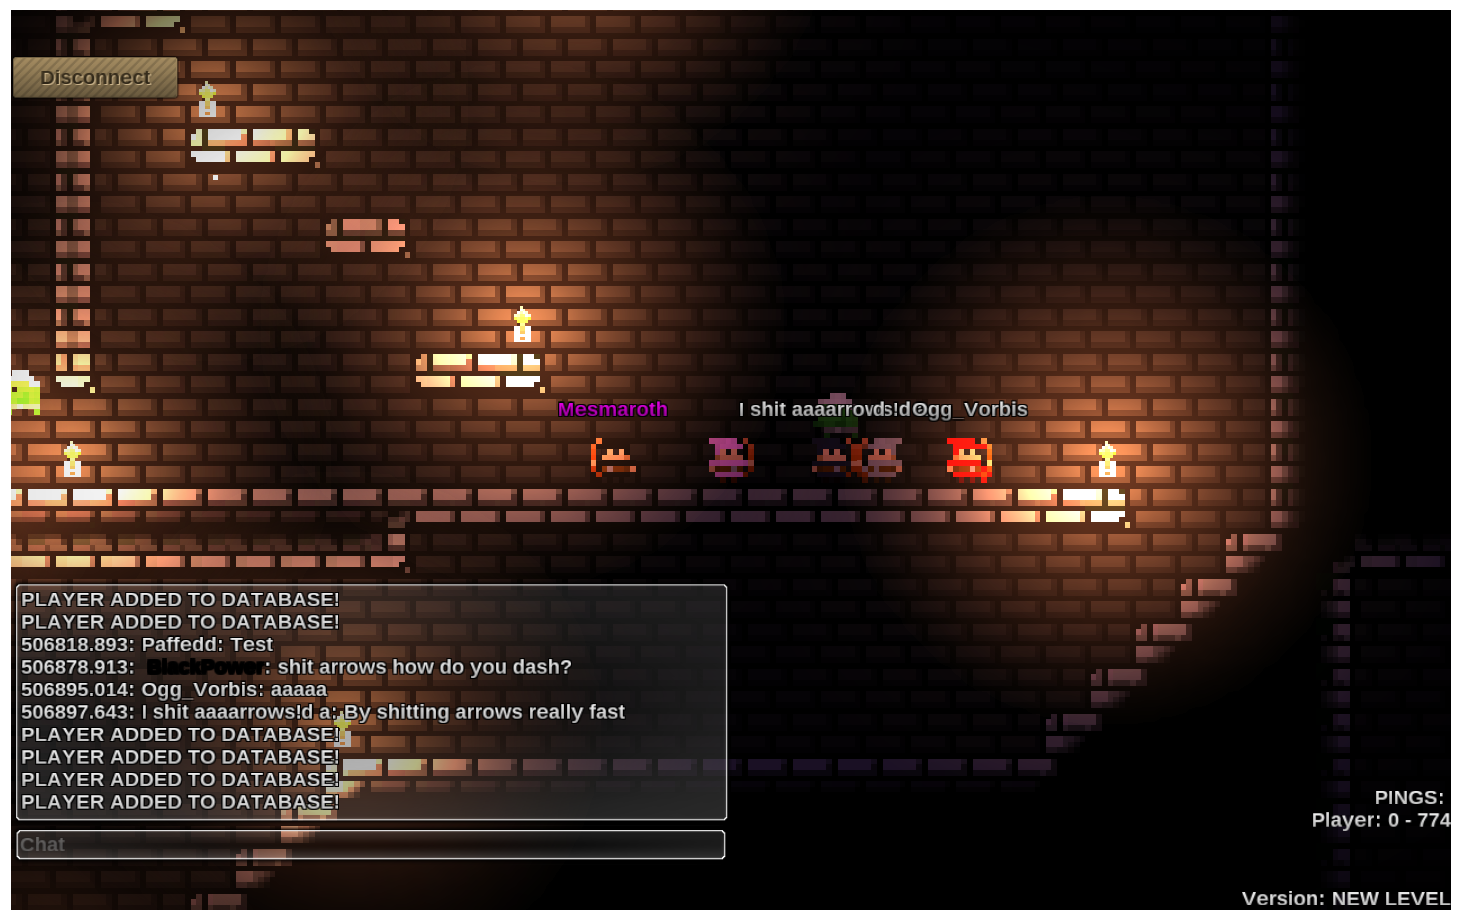 Disconnect
Mesmaroth
I shit aaaarrows!d
Ogg_Vorbis
PLAYER ADDED TO DATABASE!
PLAYER ADDED TO DATABASE!
506818.893: Paffedd: Test
506878.913: BlackPower: shit arrows how do you dash?
506895.014: Ogg_Vorbis: aaaaa
506897.643: I shit aaaarrows!d a: By shitting arrows really fast
PLAYER ADDED TO DATABASE!
PLAYER ADDED TO DATABASE!
PLAYER ADDED TO DATABASE!
PLAYER ADDED TO DATABASE!
Chat
PINGS:
Player: 0 - 774
Version: NEW LEVEL